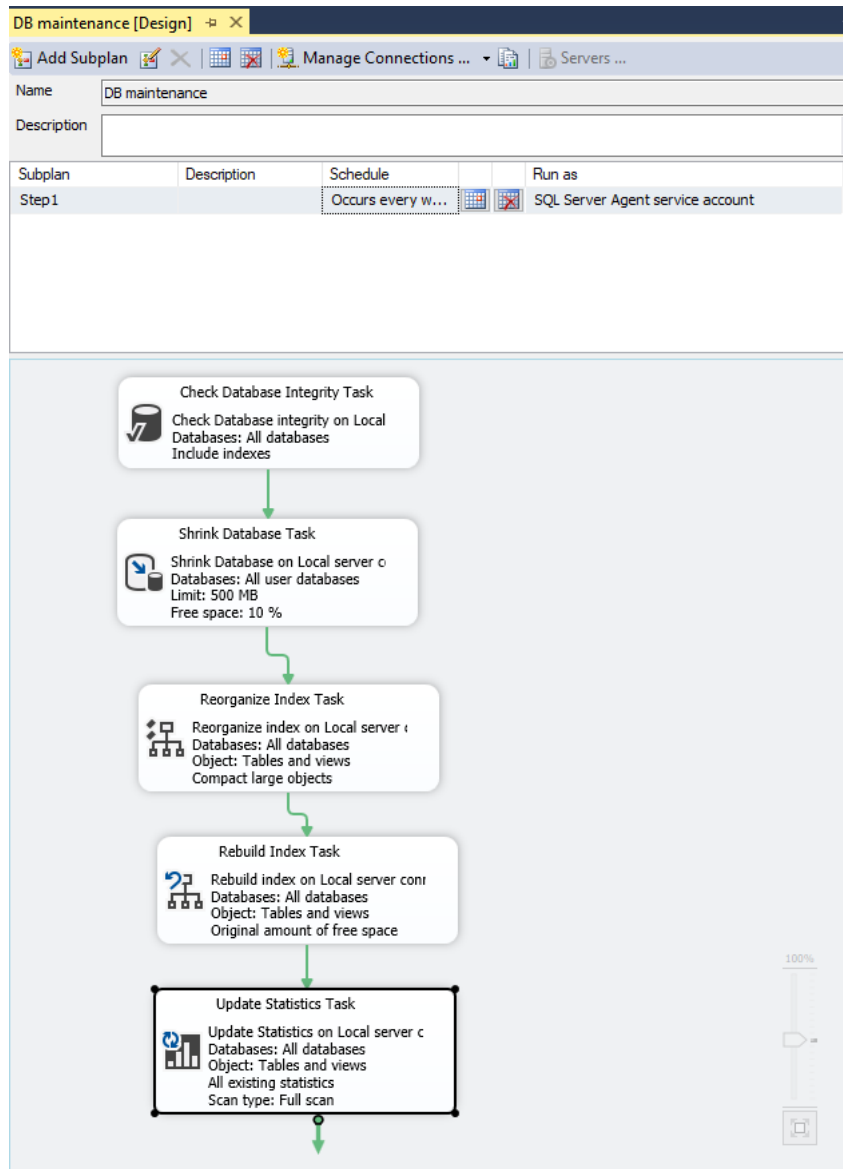 DB maintenance [Design]
Add Subplan Manage Connections ... Servers ...
Name DB maintenance
Description
Subplan Description Schedule Run as
Step1 Occurs every w... SQL Server Agent service account
Check Database Integrity Task
Check Database integrity on Local
Databases: All databases
Include indexes
Shrink Database Task
Shrink Database on Local server c
Databases: All user databases
Limit: 500 MB
Free space: 10 %
Reorganize Index Task
Reorganize index on Local server
Databases: All databases
Object: Tables and views
Compact large objects
Rebuild Index Task
Rebuild index on Local server conn
Databases: All databases
Object: Tables and views
Original amount of free space
100%
Update Statistics Task
Update Statistics on Local server c
Databases: All databases
Object: Tables and views
All existing statistics
Scan type: Full scan